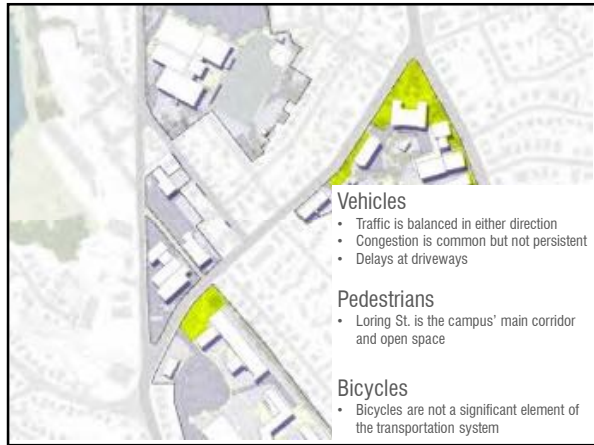 Vehicles
• Traffic is balanced in either direction
• Congestion is common but not persistent
• Delays at driveways
Pedestrians
• Loring St. is the campus' main corridor
and open space
Bicycles
• Bicycles are not a significant element of
the transportation system